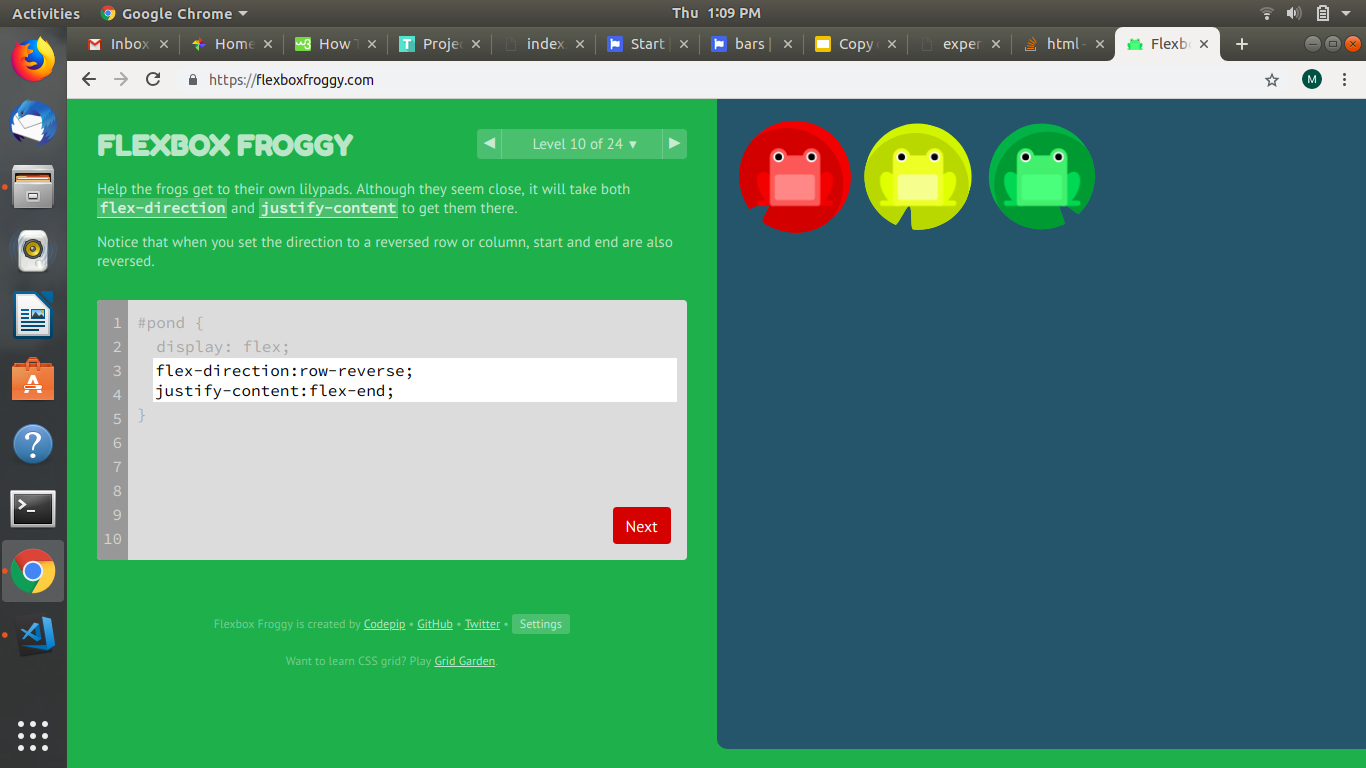 Activities Google Chrome Thu 1:09 PM
Inbox Home How T Proje index Start bars | Copy exper html - Flexb
https://flexboxfroggy.com M
FLEXBOX FROGGY
Level 10 of 24
Help the frogs get to their own lilypads. Although they seem close, it will take both
flex-direction and justify-content to get them there.
Notice that when you set the direction to a reversed row or column, start and end are also
reversed.
1 #pond {
2 display: flex;
3 flex-direction:row-reverse;
4 justify-content:flex-end;
5 }
6
7
8
9
10
Next
Flexbox Froggy is created by Codepip • GitHub • Twitter • Settings
Want to learn CSS grid? Play Grid Garden.